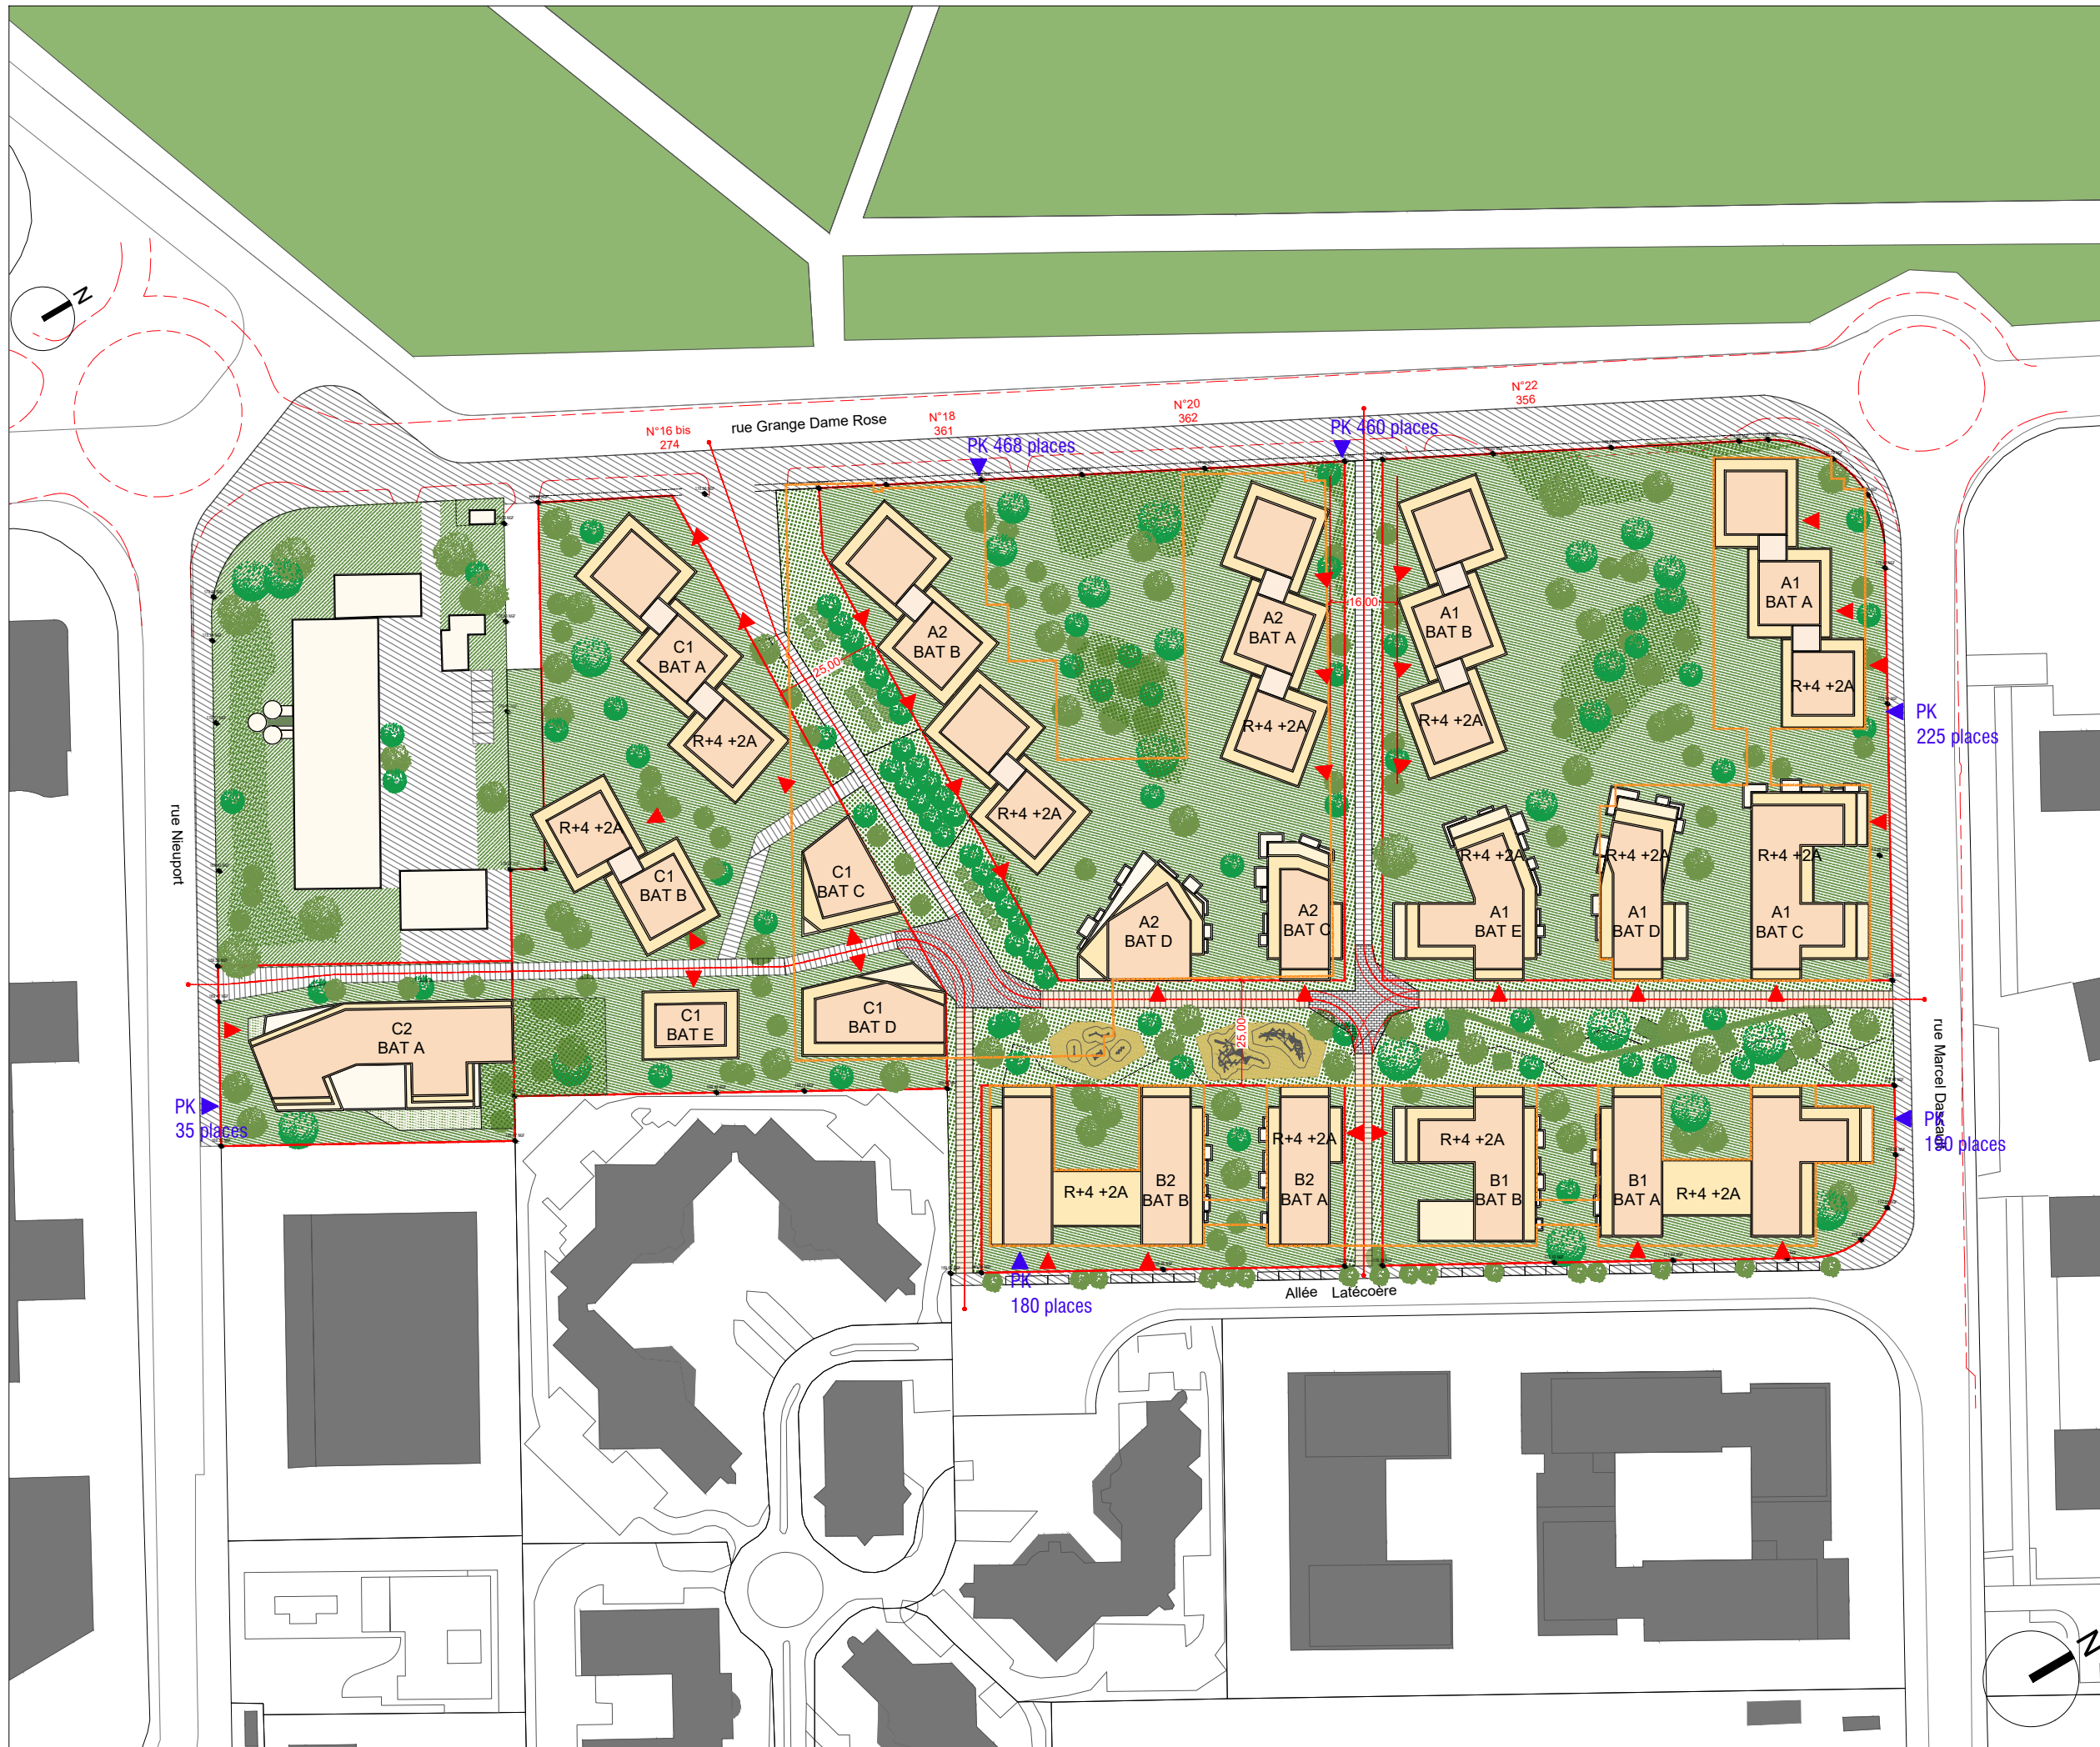 N
rue Grande Dame Rose
N°16 bis
274
N°18
361
N°20
362
N°22
356
PK 468 places
PK 460 places
C1
BAT A
R+4 +2A
A2
BAT B
R+4 +2A
25.00
A2
BAT A
R+4 +2A
16.00
A1
BAT B
R+4 +2A
A1
BAT A
R+4 +2A
PK
225 places
rue Nieuport
R+4 +2A
C1
BAT B
C1
BAT C
A2
BAT D
A2
BAT C
R+4 +2A
A1
BAT E
R+4 +2A
A1
BAT D
R+4 +2A
A1
BAT C
C2
BAT A
C1
BAT E
C1
BAT D
25.00
PK
35 places
rue Marcel Dassault
PK
190 places
R+4 +2A
B2
BAT B
R+4 +2A
B2
BAT A
R+4 +2A
B1
BAT B
B1
BAT A
R+4 +2A
PK
180 places
Allée Latécoère
N